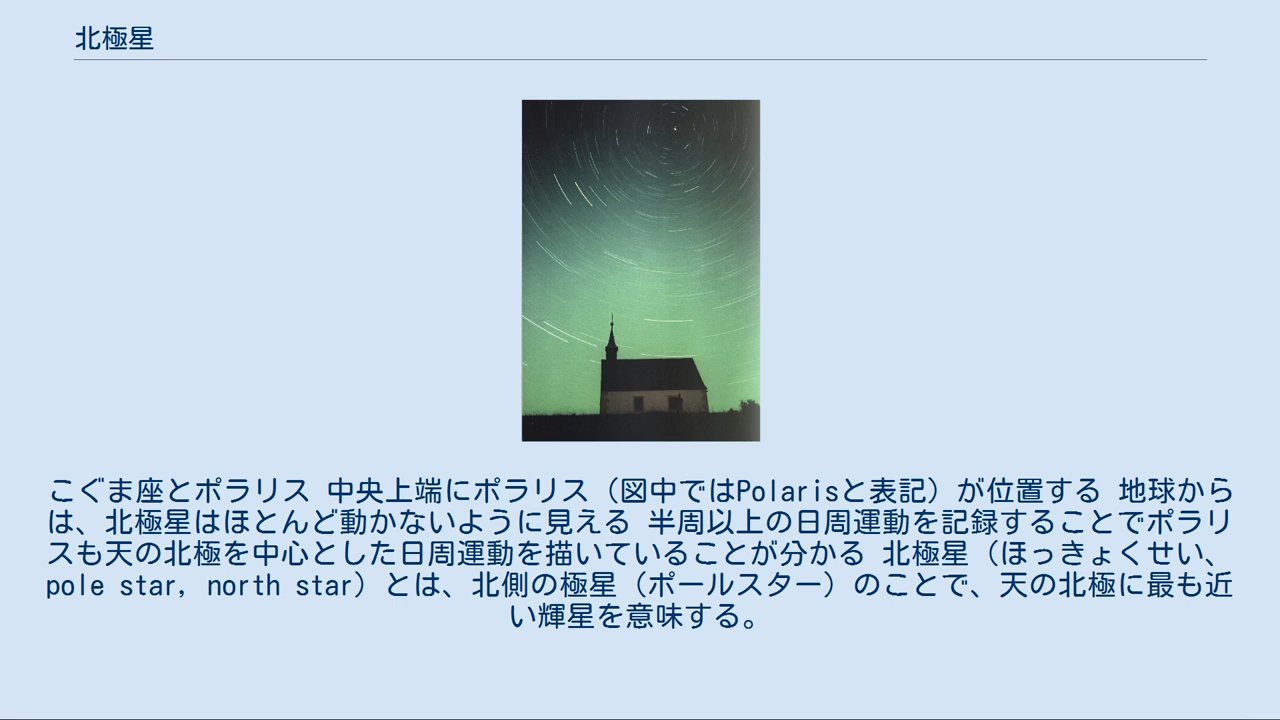 北極星
こぐま座とポラリス 中央上端にポラリス（図中ではPolarisと表記）が位置する 地球から
は、北極星はほとんど動かないように見える 半周以上の日周運動を記録することでポラリ
スも天の北極を中心とした日周運動を描いていることが分かる 北極星（ほっきょくせい、
pole star, north star）とは、北側の極星（ポールスター）のことで、天の北極に最も近
い輝星を意味する。